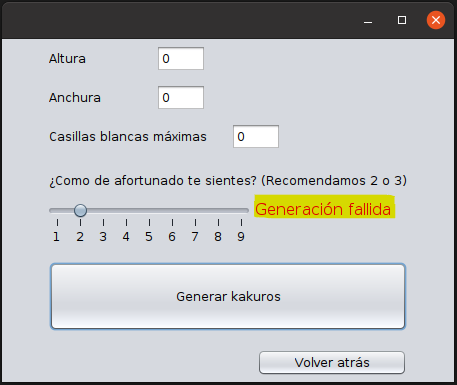 Altura 0
Anchura 0
Casillas blancas máximas 0
¿Como de afortunado te sientes? (Recomendamos 2 o 3)
Generación fallida
1 2 3 4 5 6 7 8 9
Generar kakuros
Volver atrás